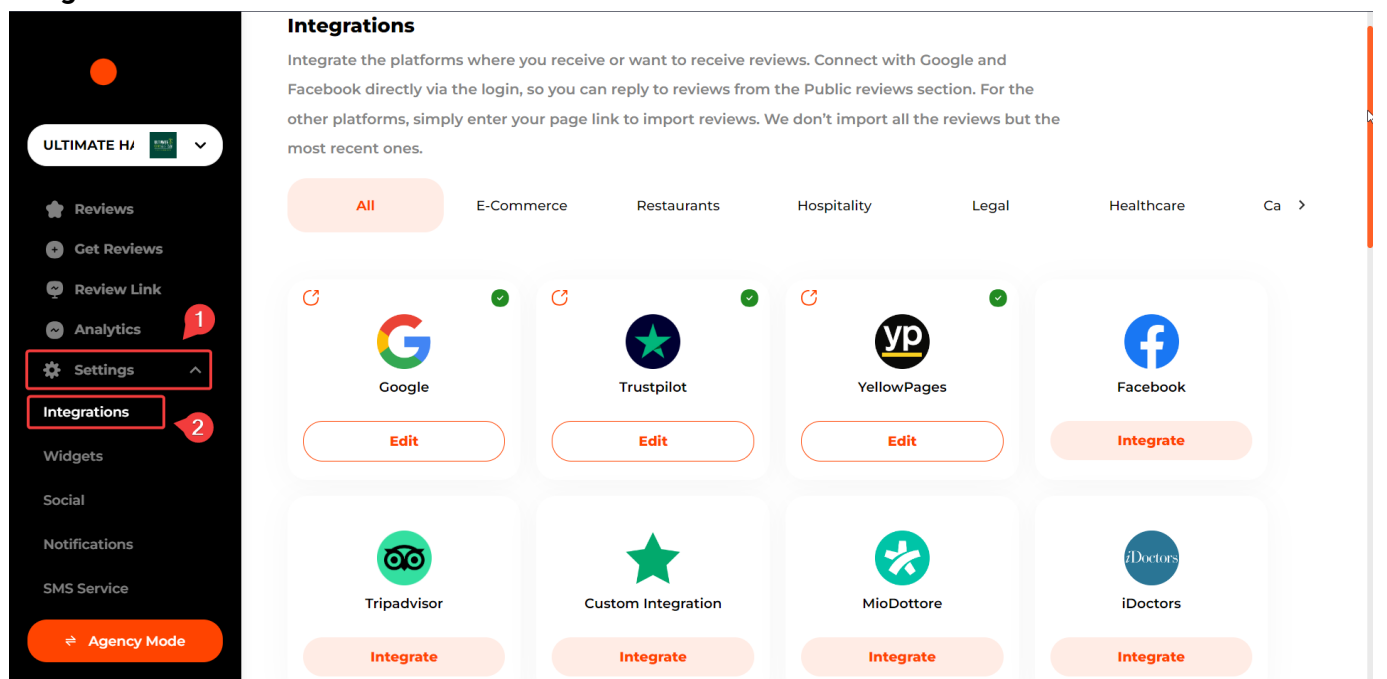 Integrations
Integrate the platforms where you receive or want to receive reviews. Connect with Google and
Facebook directly via the login, so you can reply to reviews from the Public reviews section. For the
other platforms, simply enter your page link to import reviews. We don't import all the reviews but the
most recent ones.
ULTIMATE
Reviews
Get Reviews
Review Link
Analytics
1
Settings
Integrations
2
Widgets
Social
Notifications
SMS Service
Agency Mode
All E-Commerce Restaurants Hospitality Legal Healthcare Ca
Google Trustpilot YellowPages Facebook
Edit Edit Edit Integrate
Tripadvisor Custom Integration MioDottore iDoctors
Integrate Integrate Integrate Integrate
yp
iDoctors